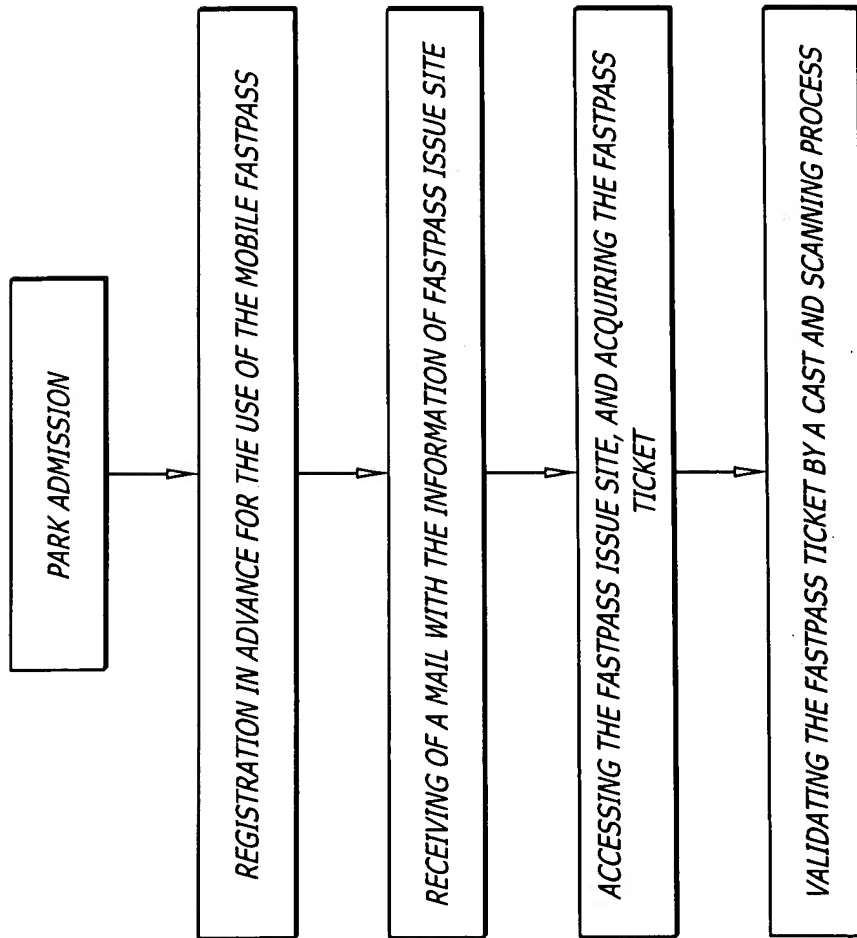 PARK ADMISSION
REGISTRATION IN ADVANCE FOR THE USE OF THE MOBILE FASTPASS
RECEIVING OF A MAIL WITH THE INFORMATION OF FASTPASS ISSUE SITE
ACCESSING THE FASTPASS ISSUE SITE, AND ACQUIRING THE FASTPASS
TICKET
VALIDATING THE FASTPASS TICKET BY A CAST AND SCANNING PROCESS